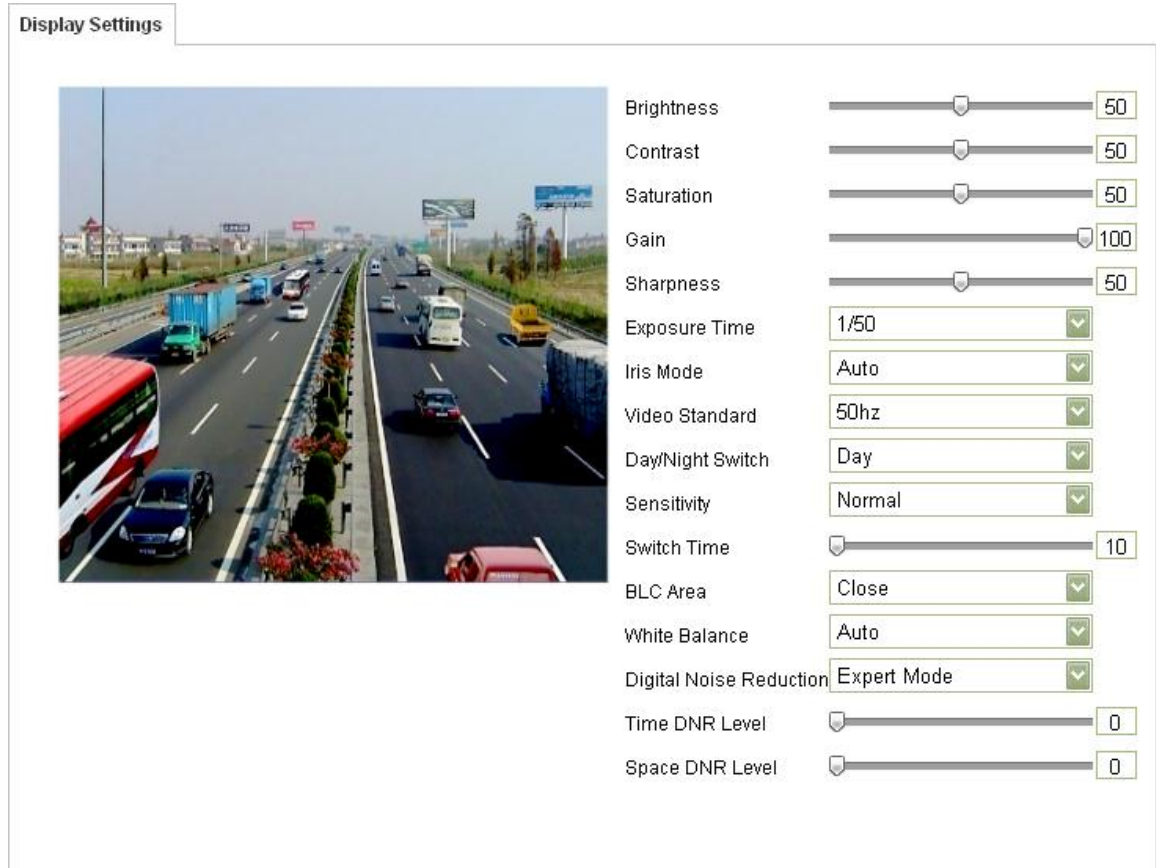 Display Settings
Brightness 50
Contrast 50
Saturation 50
Gain 100
Sharpness 50
Exposure Time 1/50
Iris Mode Auto
Video Standard 50hz
Day/Night Switch Day
Sensitivity Normal
Switch Time 10
BLC Area Close
White Balance Auto
Digital Noise Reduction Expert Mode
Time DNR Level 0
Space DNR Level 0